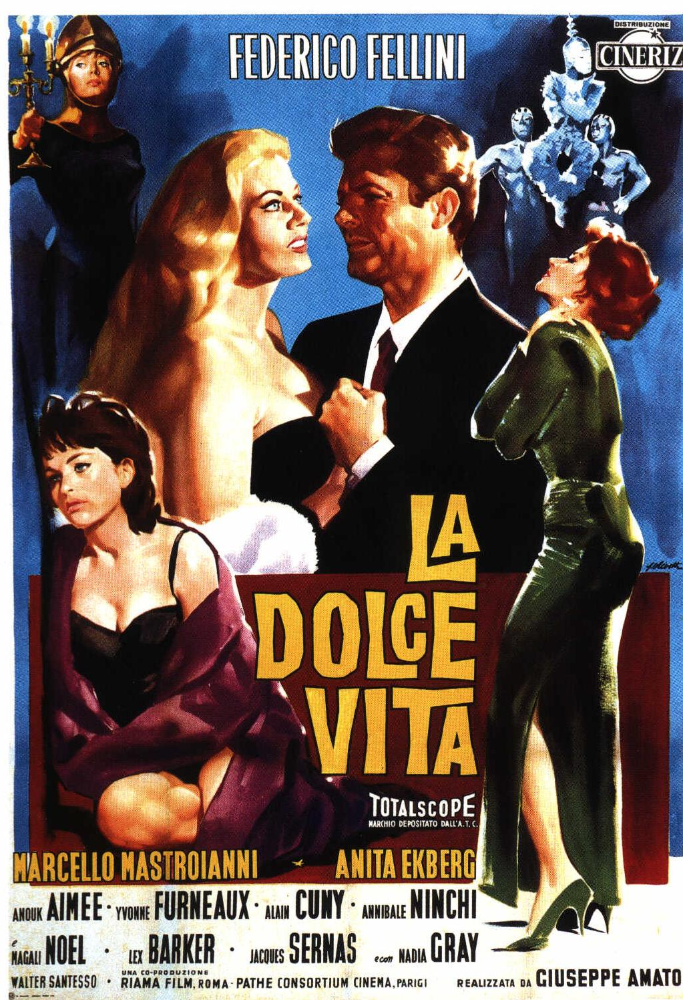 DISTRIBUZIONE
CINERIZ
FEDERICO FELLINI
LA
DOLCE
VITA
TOTALSCOPE
MARCHIO DEPOSITATO DALL'A.T.C.
MARCELLO MASTROIANNI ANITA EKBERG
ANOUK AIMEE · YVONNE FURNEAUX · ALAIN CUNY · ANNIBALE NINCHI
e
MAGALI NOEL · LEX BARKER · JACQUES SERNAS e con NADIA GRAY
UNA CO-PRODUZIONE
WALTER SANTESSO · RIAMA FILM, ROMA - PATHE CONSORTIUM CINEMA, PARIGI REALIZZATA DA GIUSEPPE AMATO